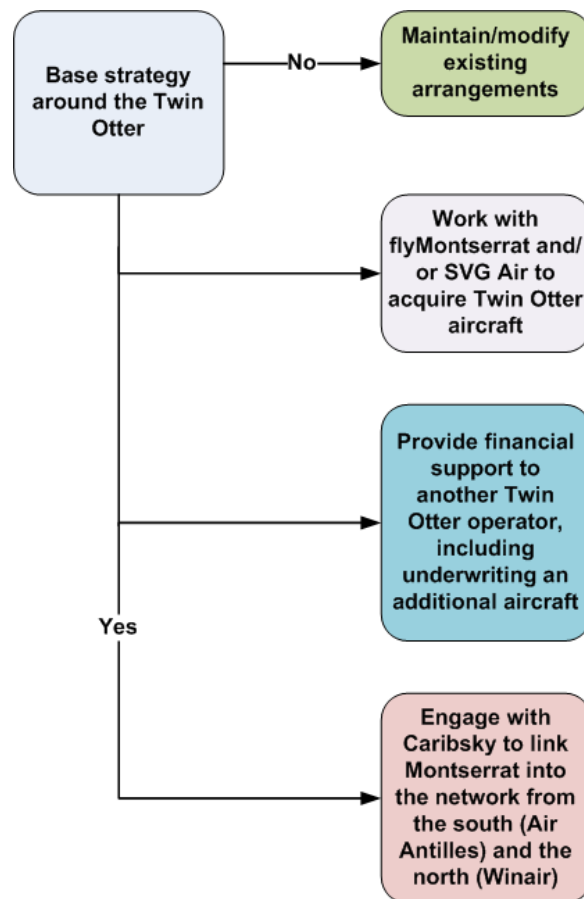 Base strategy
around the Twin
Otter
No
Maintain/modify
existing
arrangements
Work with
flyMontserrat and/
or SVG Air to
acquire Twin Otter
aircraft
Provide financial
support to
another Twin
Otter operator,
including
underwriting an
additional aircraft
Yes
Engage with
Caribsky to link
Montserrat into
the network from
the south (Air
Antilles) and the
north (Winair)